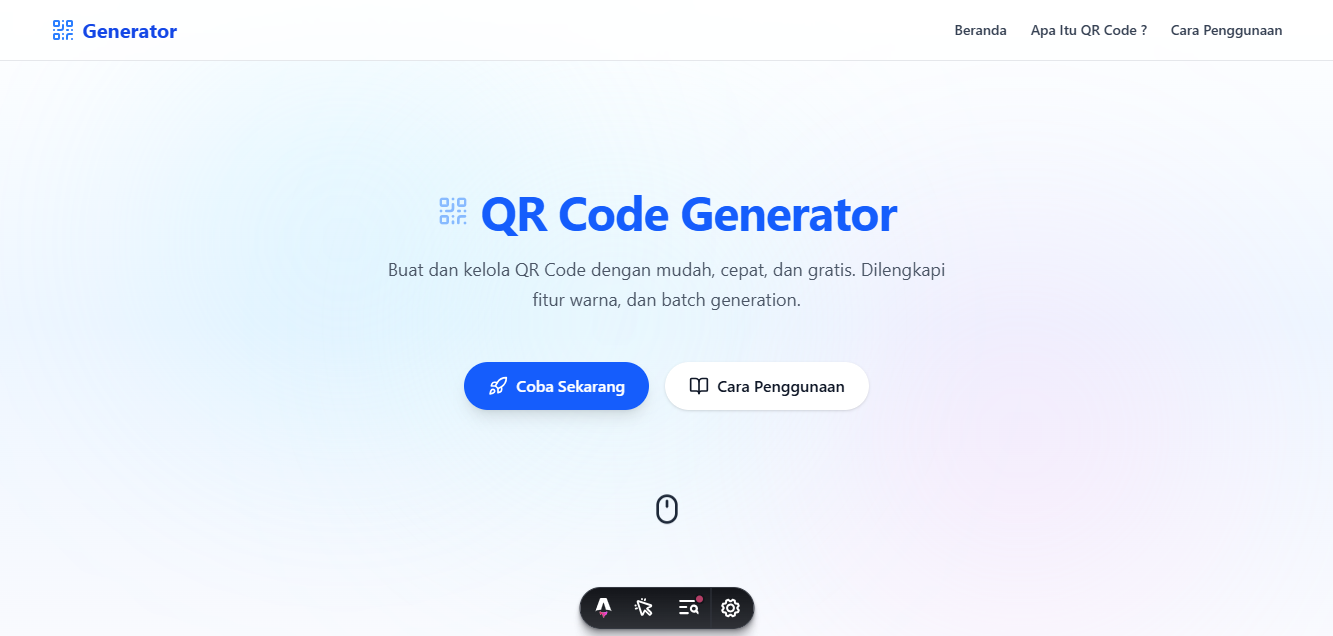 Generator
Beranda
Apa Itu QR Code ?
Cara Penggunaan
QR Code Generator
Buat dan kelola QR Code dengan mudah, cepat, dan gratis. Dilengkapi
fitur warna, dan batch generation.
Coba Sekarang
Cara Penggunaan